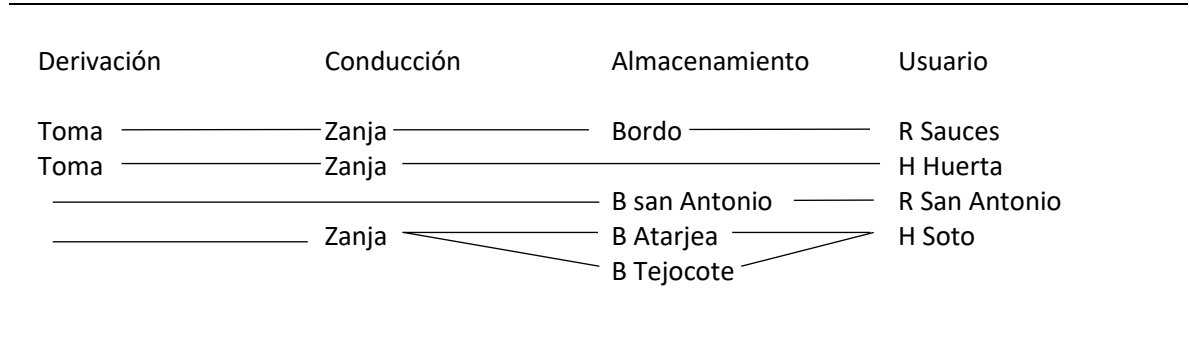 Derivación Conducción Almacenamiento Usuario
Toma Zanja Bordo R Sauces
Toma Zanja H Huerta
B san Antonio R San Antonio
Zanja B Atarjea H Soto
B Tejocote